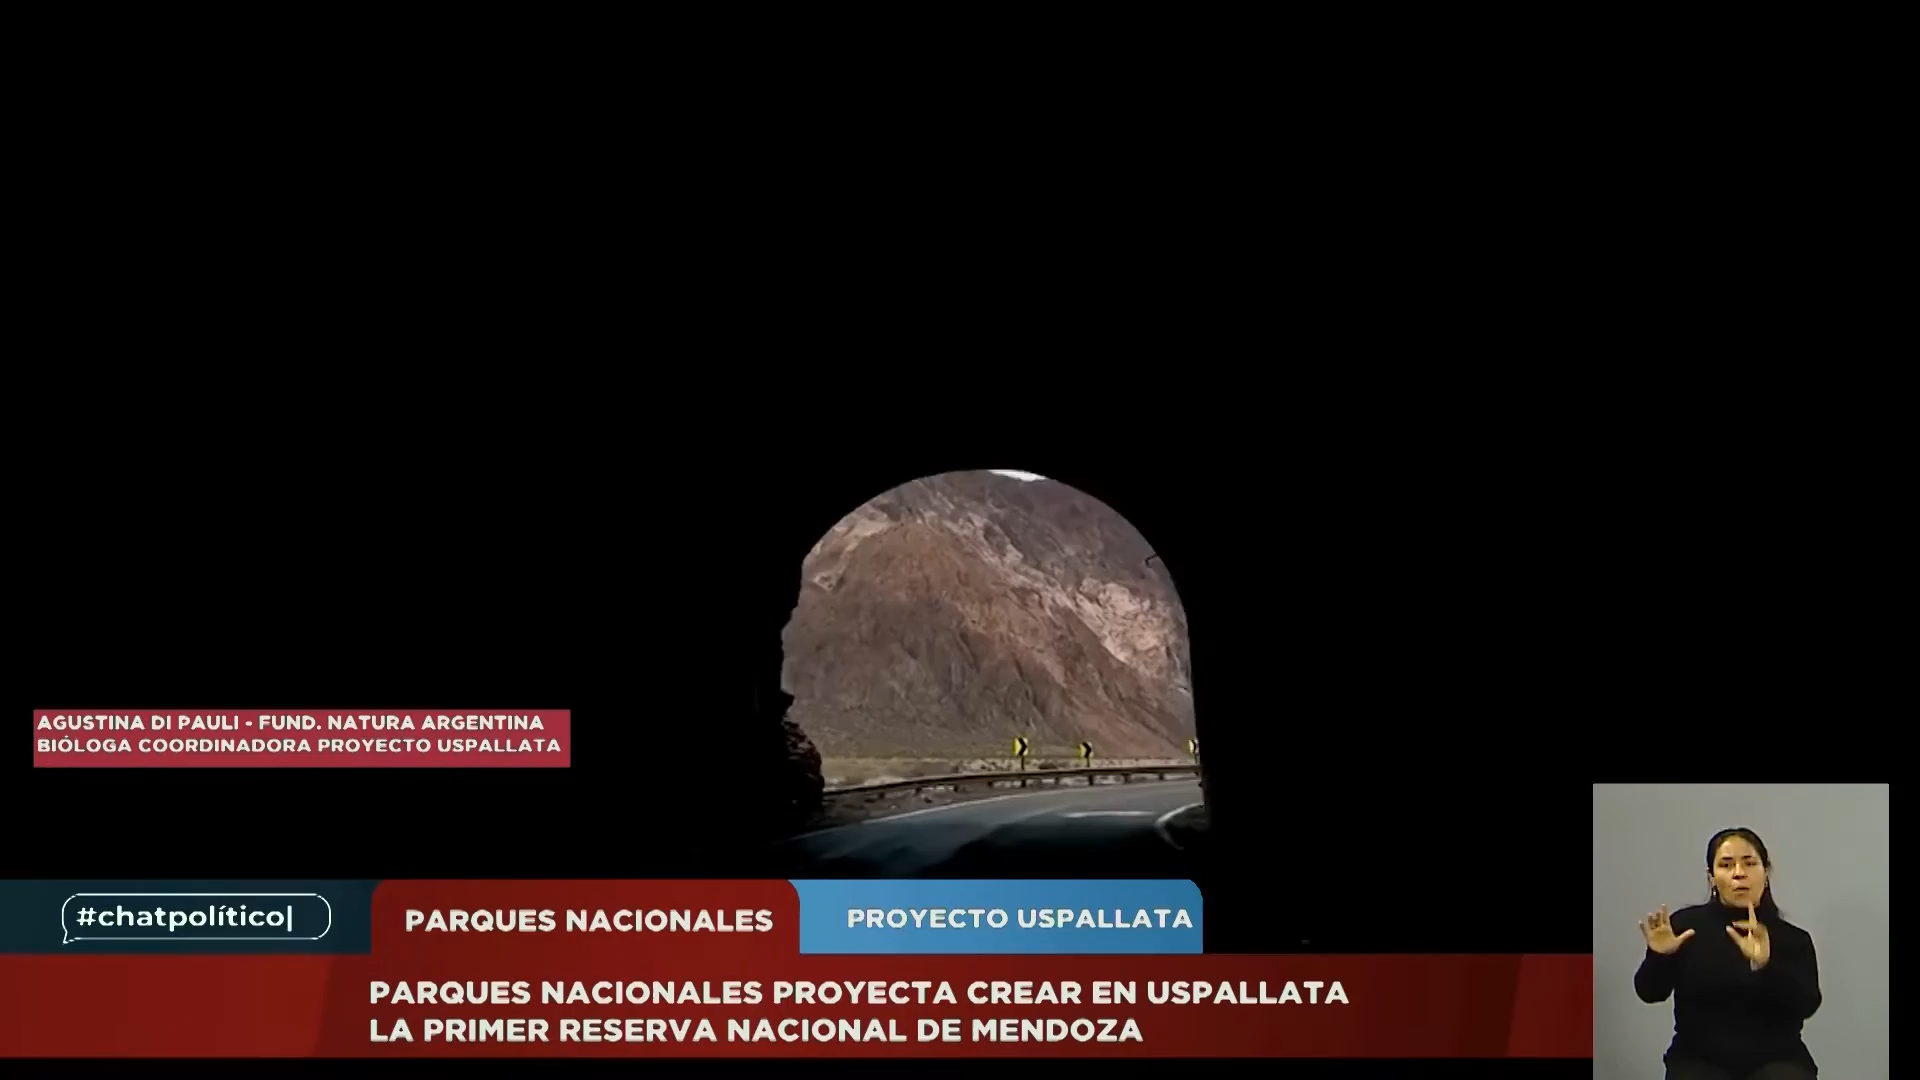 AGUSTINA DI PAULI - FUND. NATURA ARGENTINA
BIÓLOGA COORDINADORA PROYECTO USPALLATA
#chatpolítico|
PARQUES NACIONALES
PROYECTO USPALLATA
PARQUES NACIONALES PROYECTA CREAR EN USPALLATA
LA PRIMER RESERVA NACIONAL DE MENDOZA